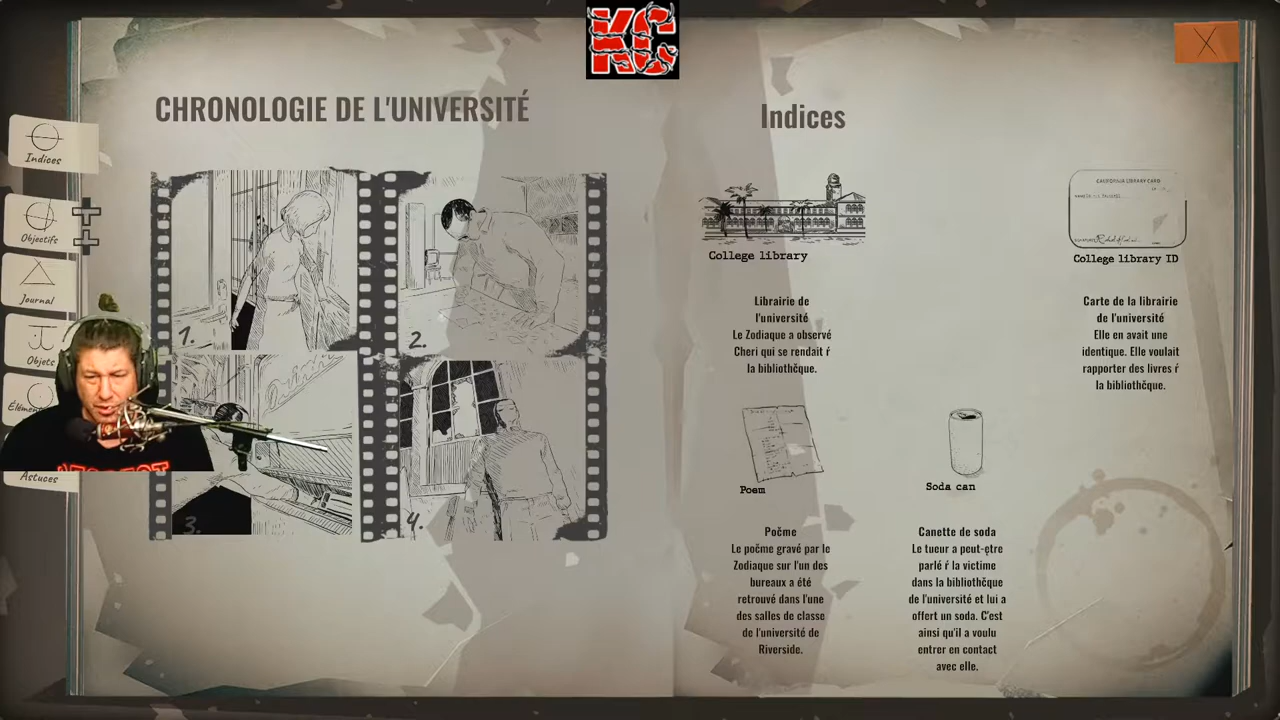 KC
CHRONOLOGIE DE L'UNIVERSITÉ
Indices
Objectifs
Journal
Objets
Astuces
1.
2.
3.
4.
Indices
College library
Librairie de
l'université
Le Zodiaque a observé
Cheri qui se rendait ŕ
la bibliothčque.
CALIFORNIA LIBRARY CARD
College library ID
Carte de la librairie
de l'université
Elle en avait une
identique. Elle voulait
rapporter des livres ŕ
la bibliothčque.
Poem
Počme
Le počme gravé par le
Zodiaque sur l'un des
bureaux a été
retrouvé dans l'une
des salles de classe
de l'université de
Riverside.
Soda can
Canette de soda
Le tueur a peut-ętre
parlé ŕ la victime
dans la bibliothčque
de l'université et lui a
offert un soda. C'est
ainsi qu'il a voulu
entrer en contact
avec elle.